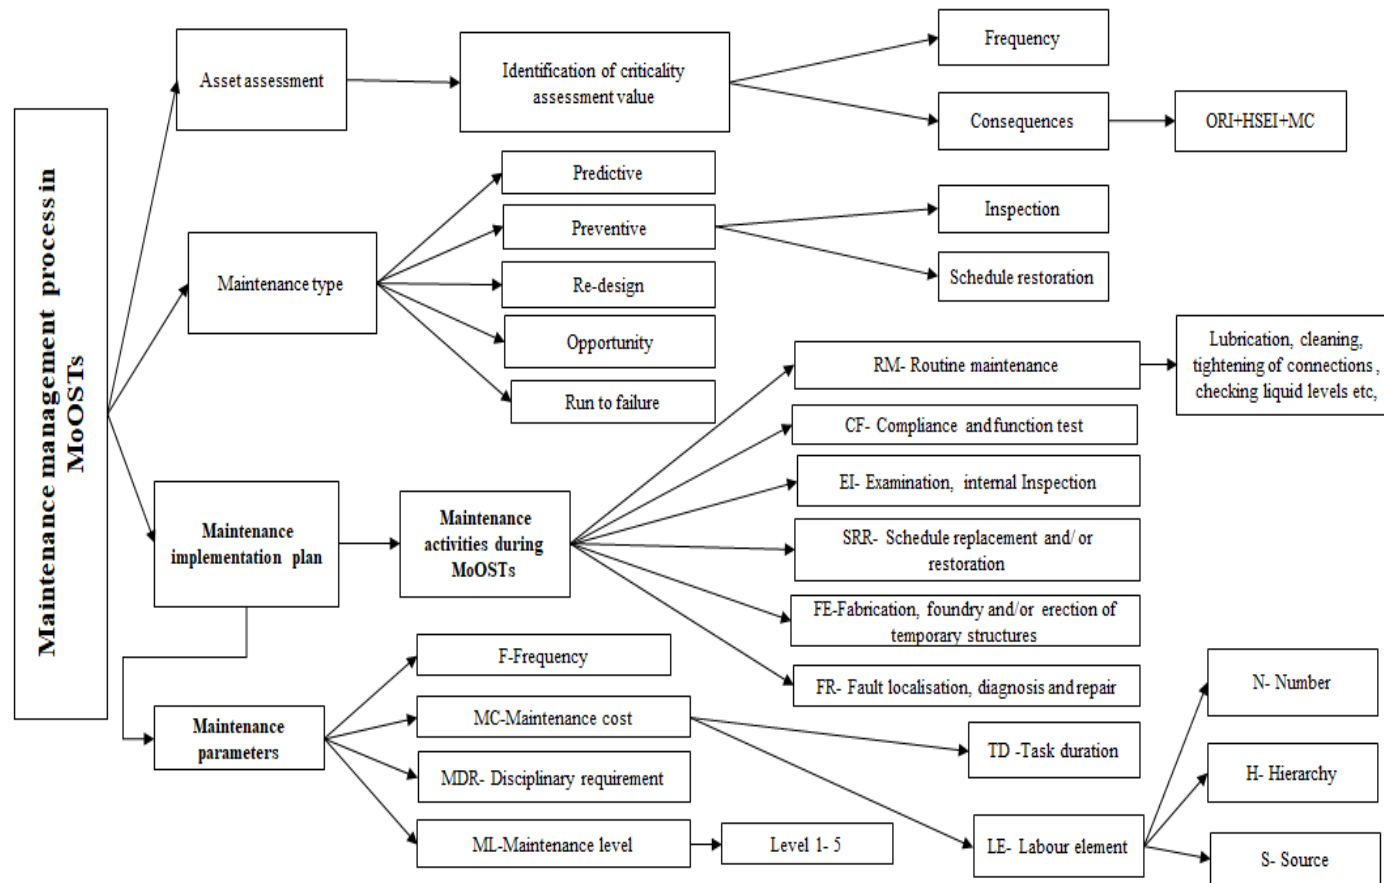 Maintenance management process in
MoOSTs
Asset assessment
Identification of criticality
assessment value
Frequency
Consequences
ORI+HSEI+MC
Maintenance type
Predictive
Preventive
Re-design
Opportunity
Run to failure
Inspection
Schedule restoration
Maintenance
implementation plan
Maintenance
activities during
MoOSTs
RM- Routine maintenance
Lubrication, cleaning,
tightening of connections ,
checking liquid levels etc,
CF- Compliance and function test
EI- Examination, internal Inspection
SRR- Schedule replacement and/ or
restoration
FE-Fabrication, foundry and/or erection of
temporary structures
FR- Fault localisation, diagnosis and repair
Maintenance
parameters
F-Frequency
MC-Maintenance cost
MDR- Disciplinary requirement
ML-Maintenance level
Level 1- 5
TD -Task duration
LE- Labour element
N- Number
H- Hierarchy
S- Source